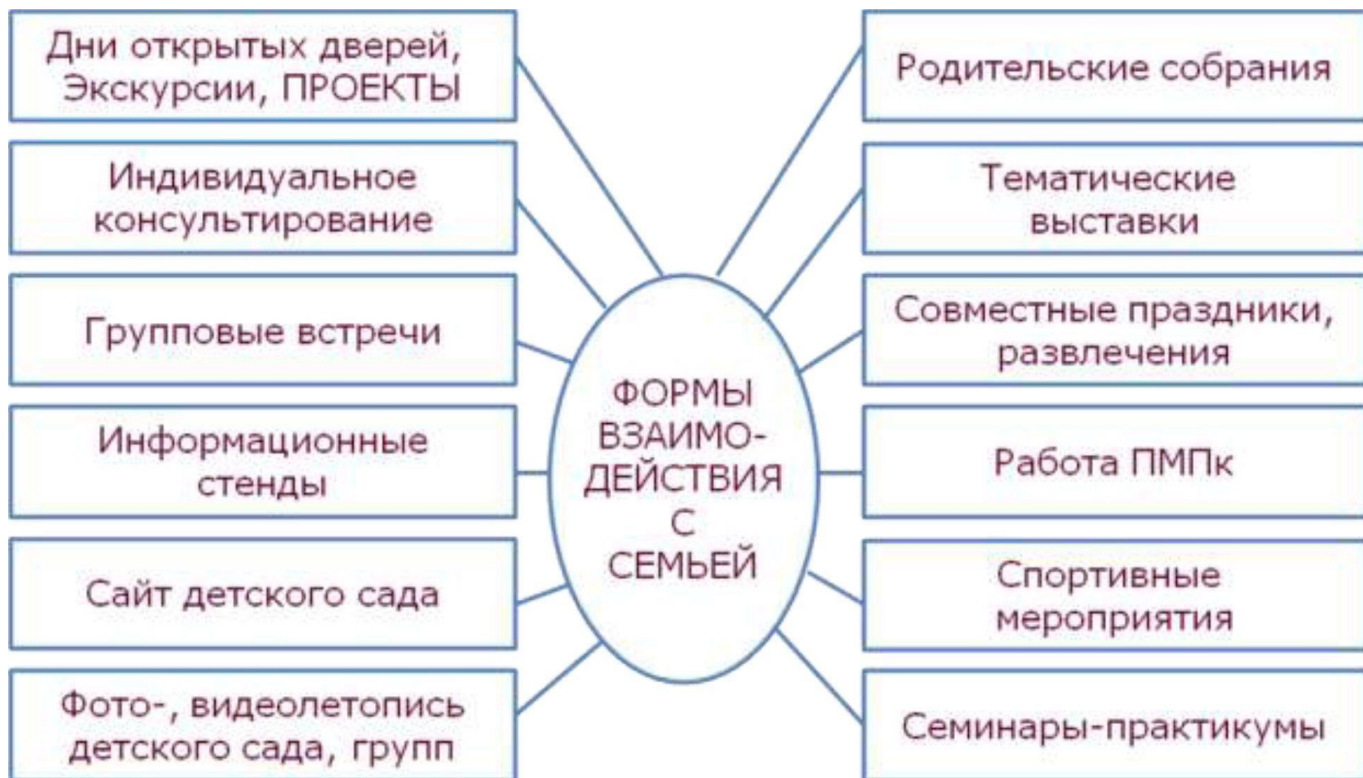 Дни открытых дверей,
Экскурсии, ПРОЕКТЫ
Индивидуальное
консультирование
Групповые встречи
Информационные
стенды
Сайт детского сада
Фото-, видеолетопись
детского сада, групп
ФОРМЫ
ВЗАИМО-
ДЕЙСТВИЯ
С
СЕМЬЕЙ
Родительские собрания
Тематические
выставки
Совместные праздники,
развлечения
Работа ПМПк
Спортивные
мероприятия
Семинары-практикумы